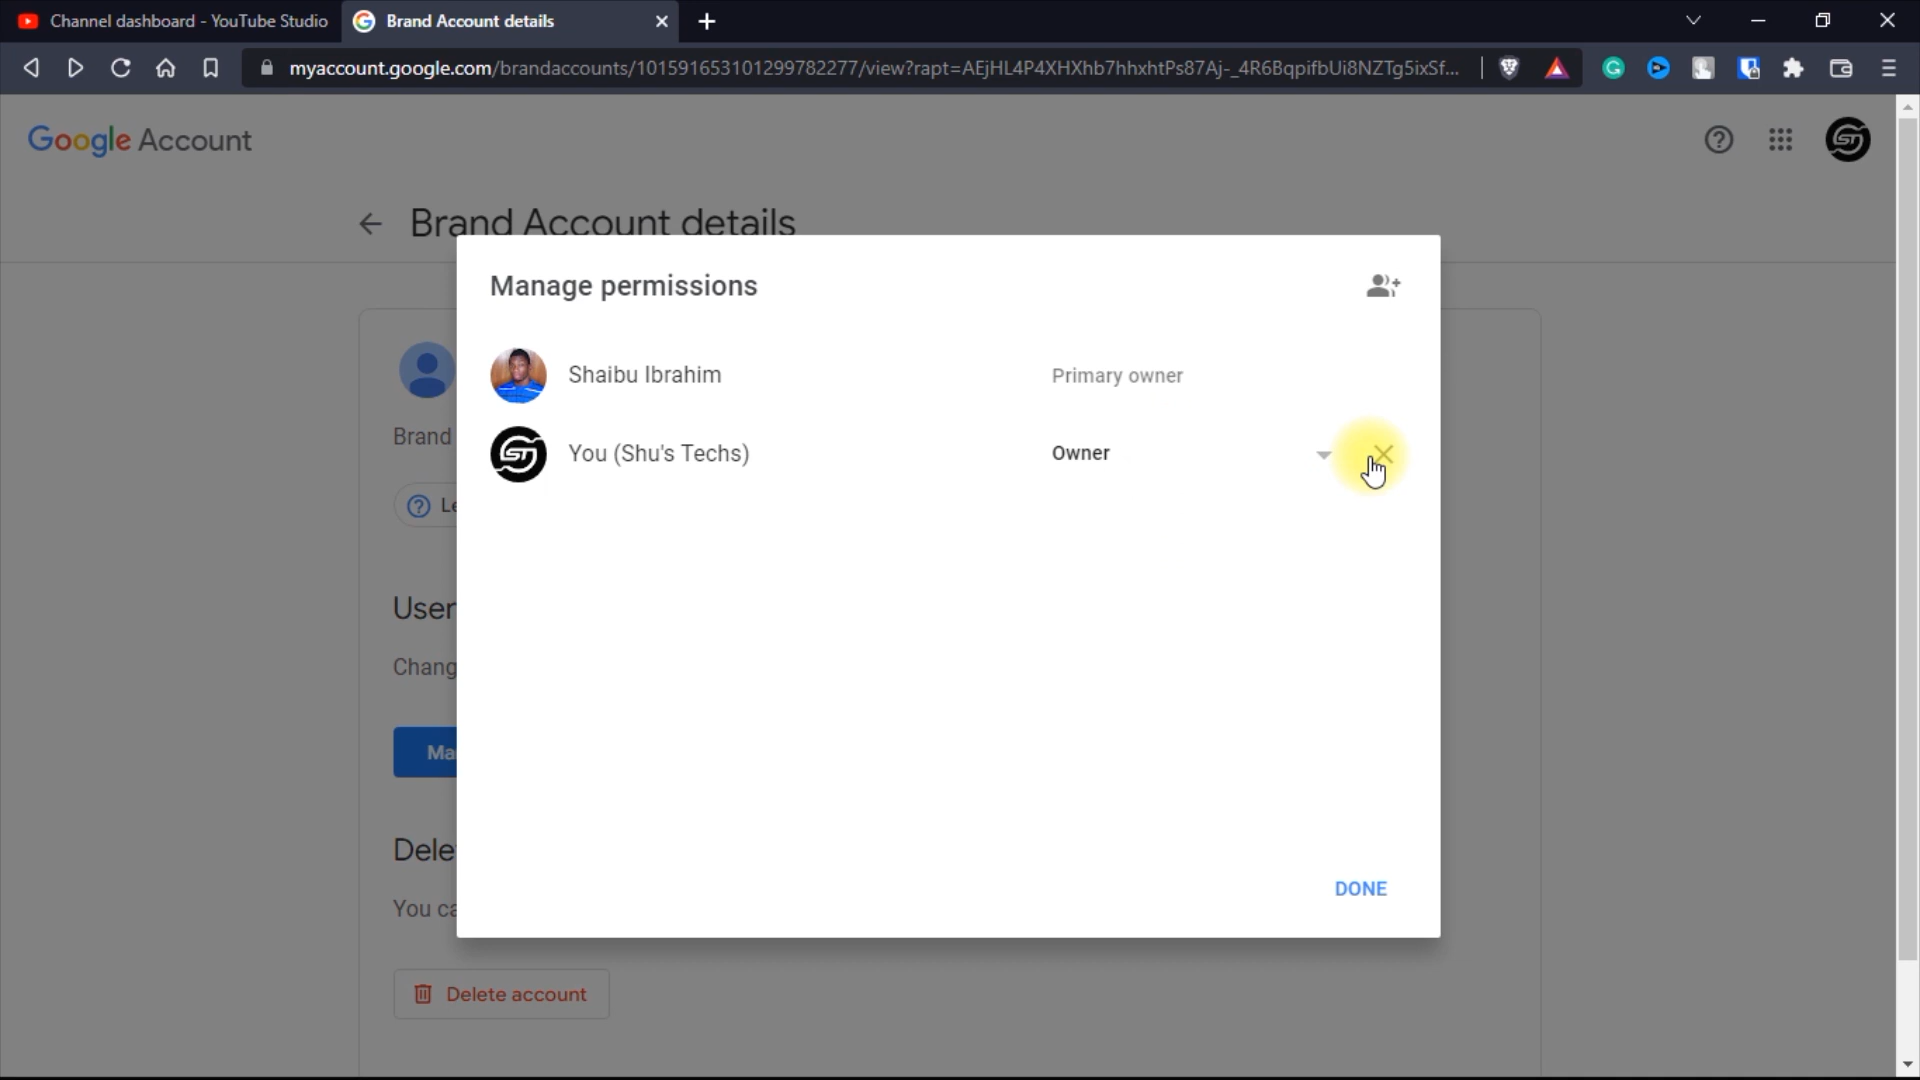 Channel dashboard - YouTube Studio
Brand Account details
myaccount.google.com/brandaccounts/101591653101299782277/view?rapt=AEjHL4P4XHXhb7hhxhtPs87Aj-_4R6BqpifbUi8NZTg5ixSf...
Google Account
Brand Account details
Manage permissions
Shaibu Ibrahim Primary owner
You (Shu's Techs) Owner
Brand
Le
User
Chang
Ma
Dele
You ca
DONE
Delete account